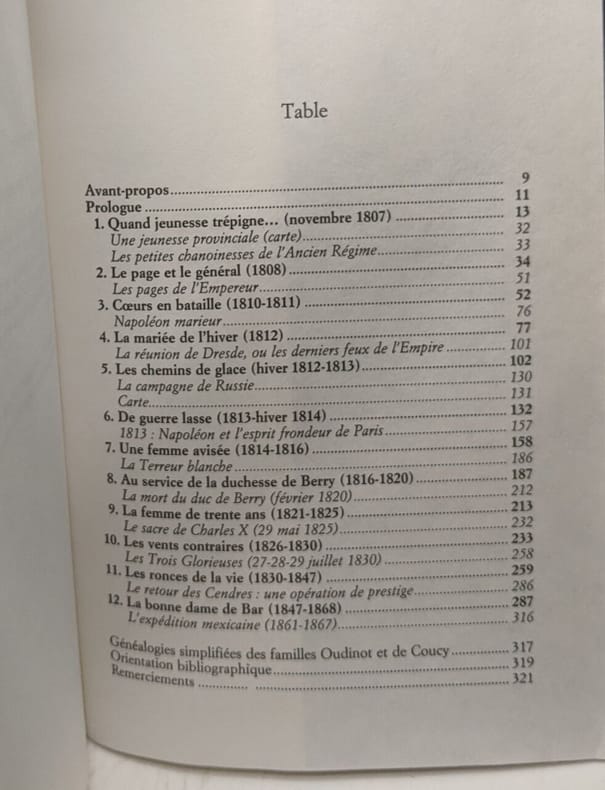 Table
Avant-propos 9
Prologue 11
1. Quand jeunesse trépigne... (novembre 1807) 13
Une jeunesse provinciale (carte) 32
Les petites chanoinesses de l'Ancien Régime 33
2. Le page et le général (1808) 34
Les pages de l'Empereur 51
3. Cœurs en bataille (1810-1811) 52
Napoléon marieur 76
4. La mariée de l'hiver (1812) 77
La réunion de Dresde, ou les derniers feux de l'Empire 101
5. Les chemins de glace (hiver 1812-1813) 102
La campagne de Russie 130
Carte 131
6. De guerre lasse (1813-hiver 1814) 132
1813 : Napoléon et l'esprit frondeur de Paris 157
7. Une femme avisée (1814-1816) 158
La Terreur blanche 186
8. Au service de la duchesse de Berry (1816-1820) 187
La mort du duc de Berry (février 1820) 212
9. La femme de trente ans (1821-1825) 213
Le sacre de Charles X (29 mai 1825) 232
10. Les vents contraires (1826-1830) 233
Les Trois Glorieuses (27-28-29 juillet 1830) 258
11. Les ronces de la vie (1830-1847) 259
Le retour des Cendres : une opération de prestige 286
12. La bonne dame de Bar (1847-1868) 287
L'expédition mexicaine (1861-1867) 316
Généalogies simplifiées des familles Oudinot et de Coucy 317
Orientation bibliographique 319
Remerciements 321